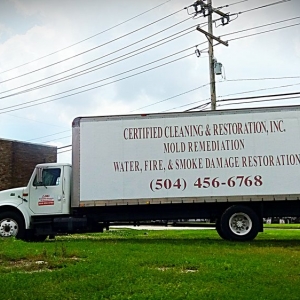 CERTIFIED CLEANING & RESTORATION, INC.
MOLD REMEDIATION
WATER, FIRE, & SMOKE DAMAGE RESTORATION
(504) 456-6768